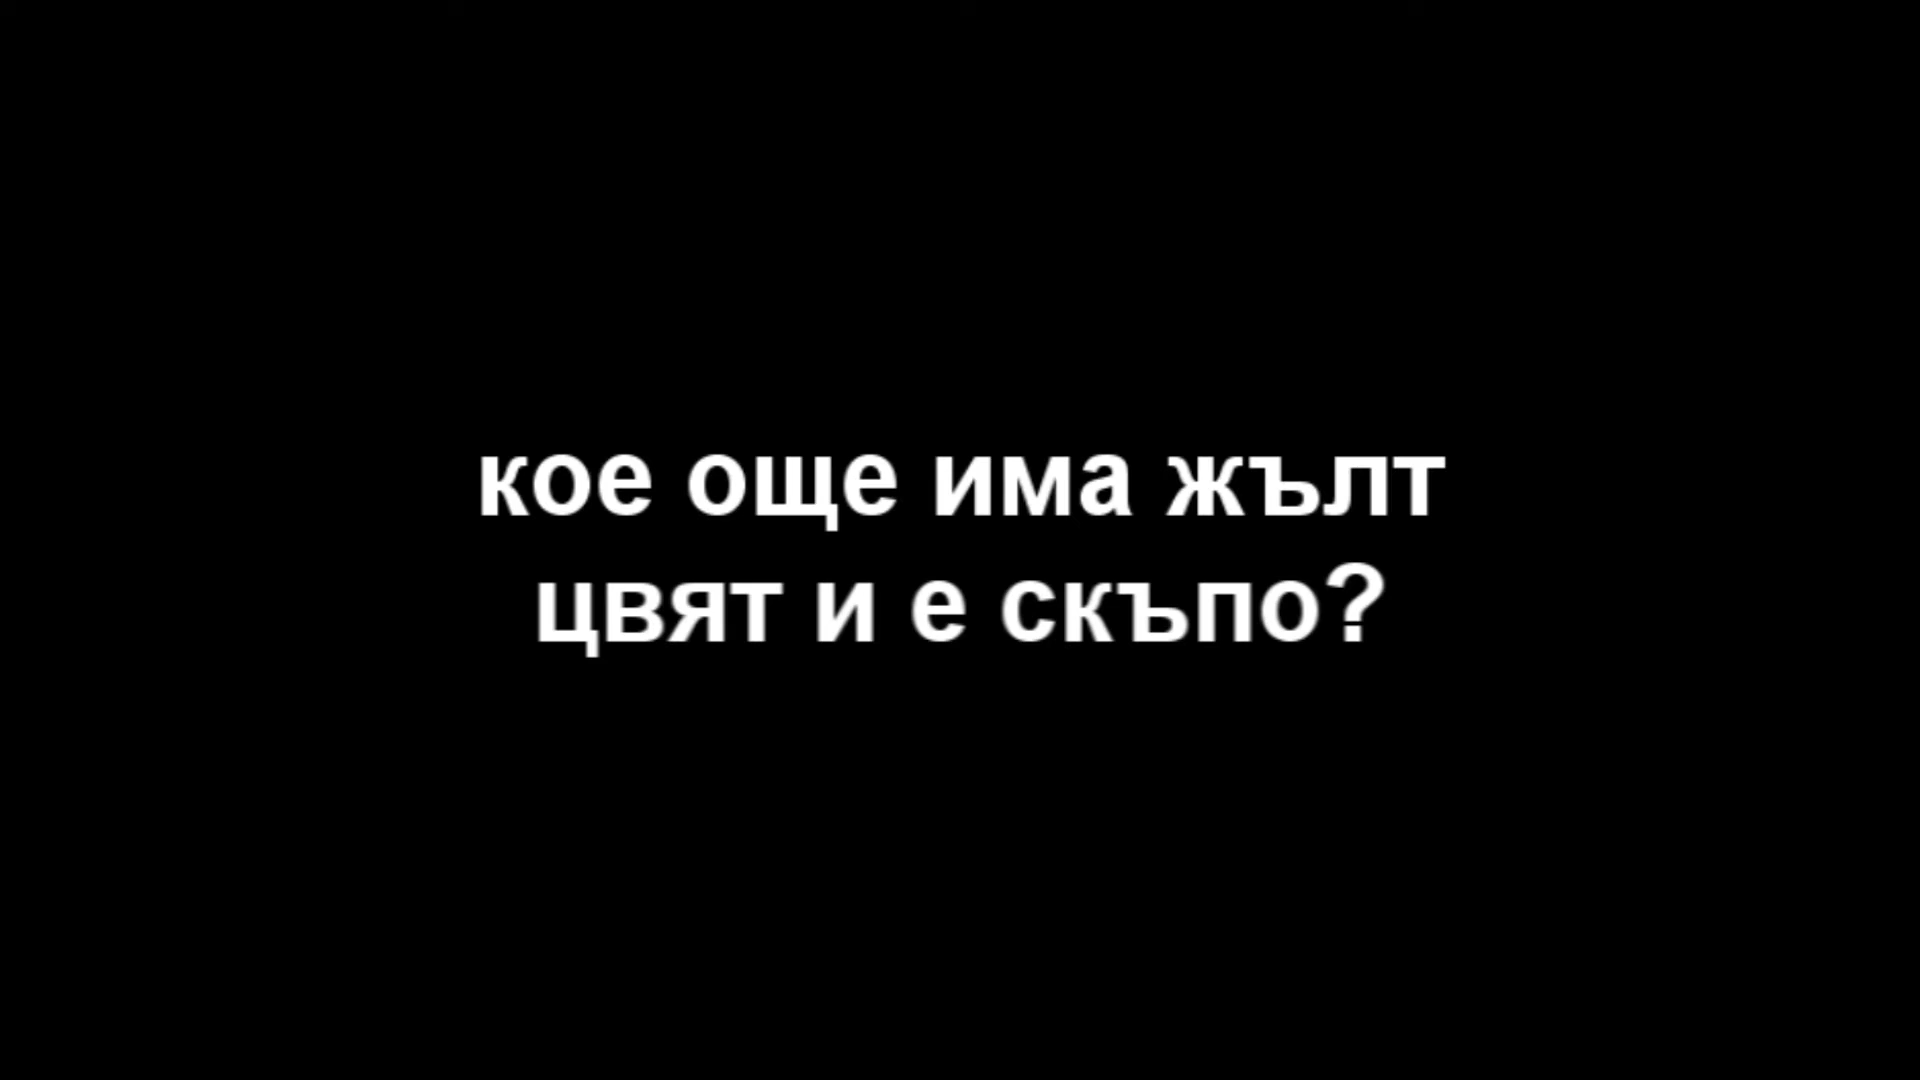 кое още има жълт
цвят и е скъпо?